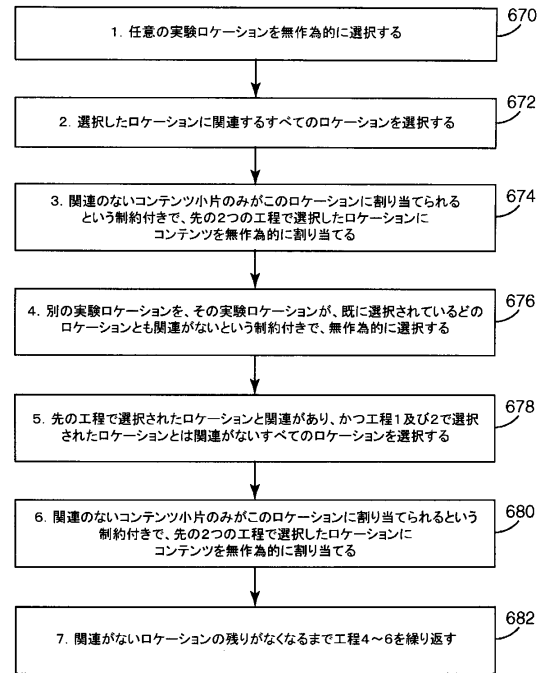 670
1. 任意の実験ロケーションを無作為的に選択する
672
2. 選択したロケーションに関連するすべてのロケーションを選択する
674
3. 関連のないコンテンツ小片のみがこのロケーションに割り当てられる
という制約付きで、先の2つの工程で選択したロケーションに
コンテンツを無作為的に割り当てる
676
4. 別の実験ロケーションを、その実験ロケーションが、既に選択されているどの
ロケーションとも関連がないという制約付きで、無作為的に選択する
678
5. 先の工程で選択されたロケーションと関連があり、かつ工程1及び2で選択
されたロケーションとは関連がないすべてのロケーションを選択する
680
6. 関連のないコンテンツ小片のみがこのロケーションに割り当てられるという
制約付きで、先の2つの工程で選択したロケーションに
コンテンツを無作為的に割り当てる
682
7. 関連がないロケーションの残りがなくなるまで工程4～6を繰り返す